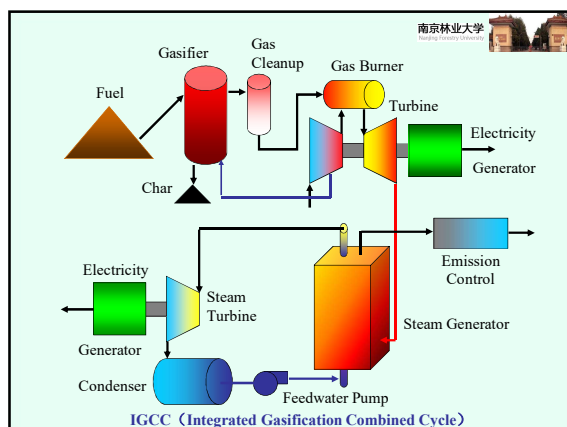 南京林业大学
Nanjing Forestry University
Gasifier
Gas
Cleanup
Gas Burner
Fuel
Turbine
Electricity
Generator
Char
Electricity
Steam
Turbine
Emission
Control
Generator
Steam Generator
Condenser
Feedwater Pump
IGCC（Integrated Gasification Combined Cycle）